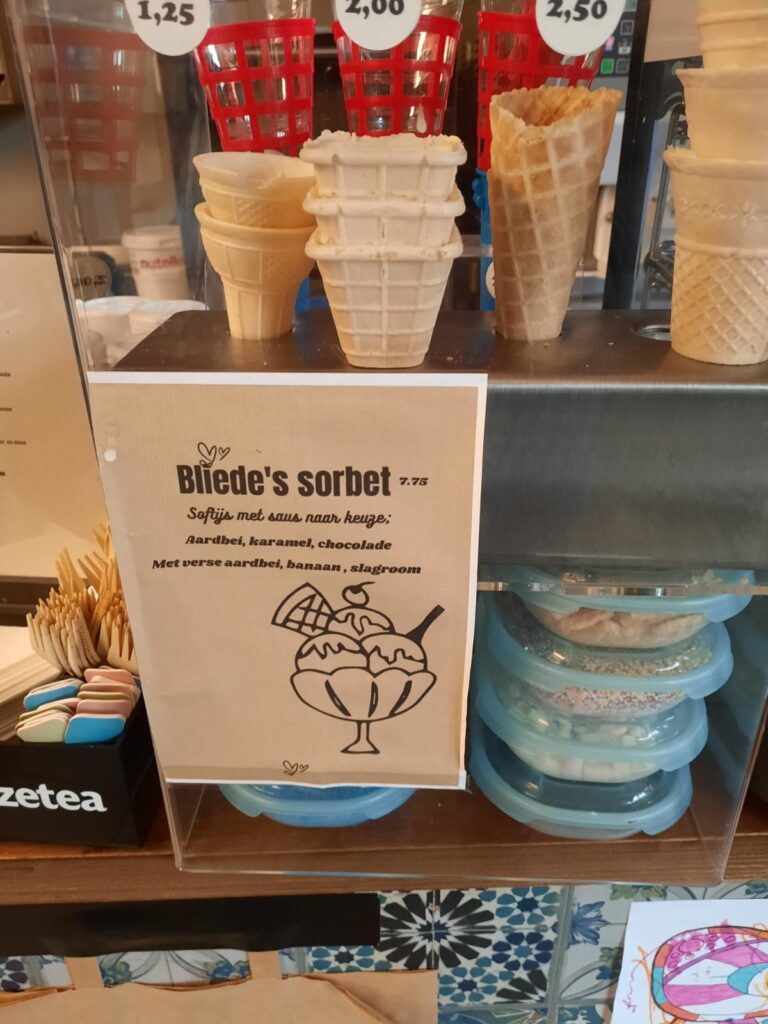 1,25
2,00
2,50
nutella
Bliede's sorbet 7.75
Softijs met saus naar keuze;
Aardbei, karamel, chocolade
Met verse aardbei, banaan , slagroom
zetea